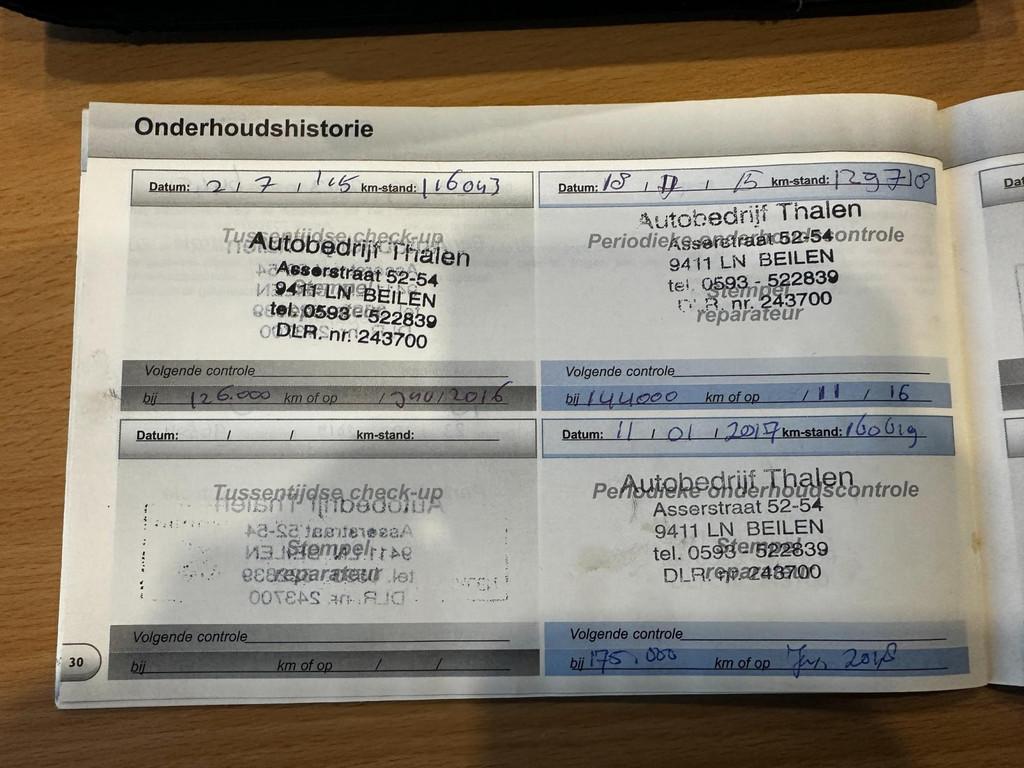 Onderhoudshistorie
Datum: 2 / 7 / '15 km-stand: 116043
Tussentijdse check-up
Autobedrijf Thalen
Asserstraat 52-54
9411 LN BEILEN
tel. 0593 - 522839
DLR. nr. 243700
Volgende controle
bij 126.000 km of op / / 2016
Datum: 18 / 11 / 15 km-stand: 129718
Autobedrijf Thalen
Periodieke onderhoudscontrole
Asserstraat 52-54
9411 LN BEILEN
tel. 0593 - 522839
Stempel
DLR. nr. 243700
reparateur
Volgende controle
bij 144000 km of op / 11 / 16
Datum: / / km-stand:
Tussentijdse check-up
Stempel
reparateur
Volgende controle
bij km of op / /
Datum: 11 / 01 / 2017 km-stand: 160619
Autobedrijf Thalen
Periodieke onderhoudscontrole
Asserstraat 52-54
9411 LN BEILEN
Stempel
tel. 0593 - 522839
reparateur
DLR. nr. 243700
Volgende controle
bij 175.000 km of op 2018
30